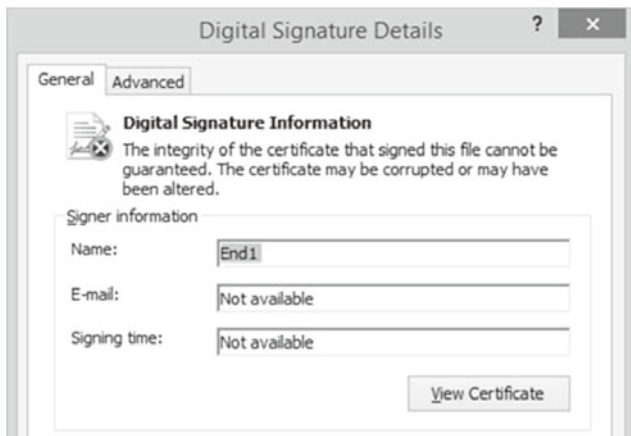 Digital Signature Details
? ×
General Advanced
Digital Signature Information
The integrity of the certificate that signed this file cannot be
guaranteed. The certificate may be corrupted or may have
been altered.
Signer information
Name: End1
E-mail: Not available
Signing time: Not available
View Certificate